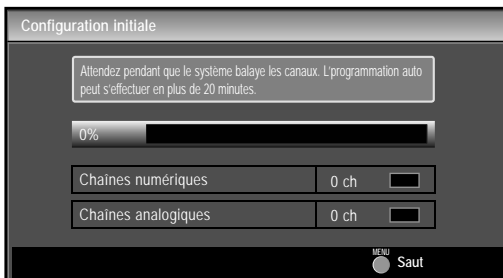 Configuration initiale
Attendez pendant que le système balaye les canaux. L'programmation auto
peut s'effectuer en plus de 20 minutes.
0%
Chaînes numériques 0 ch
Chaînes analogiques 0 ch
MENU
Saut